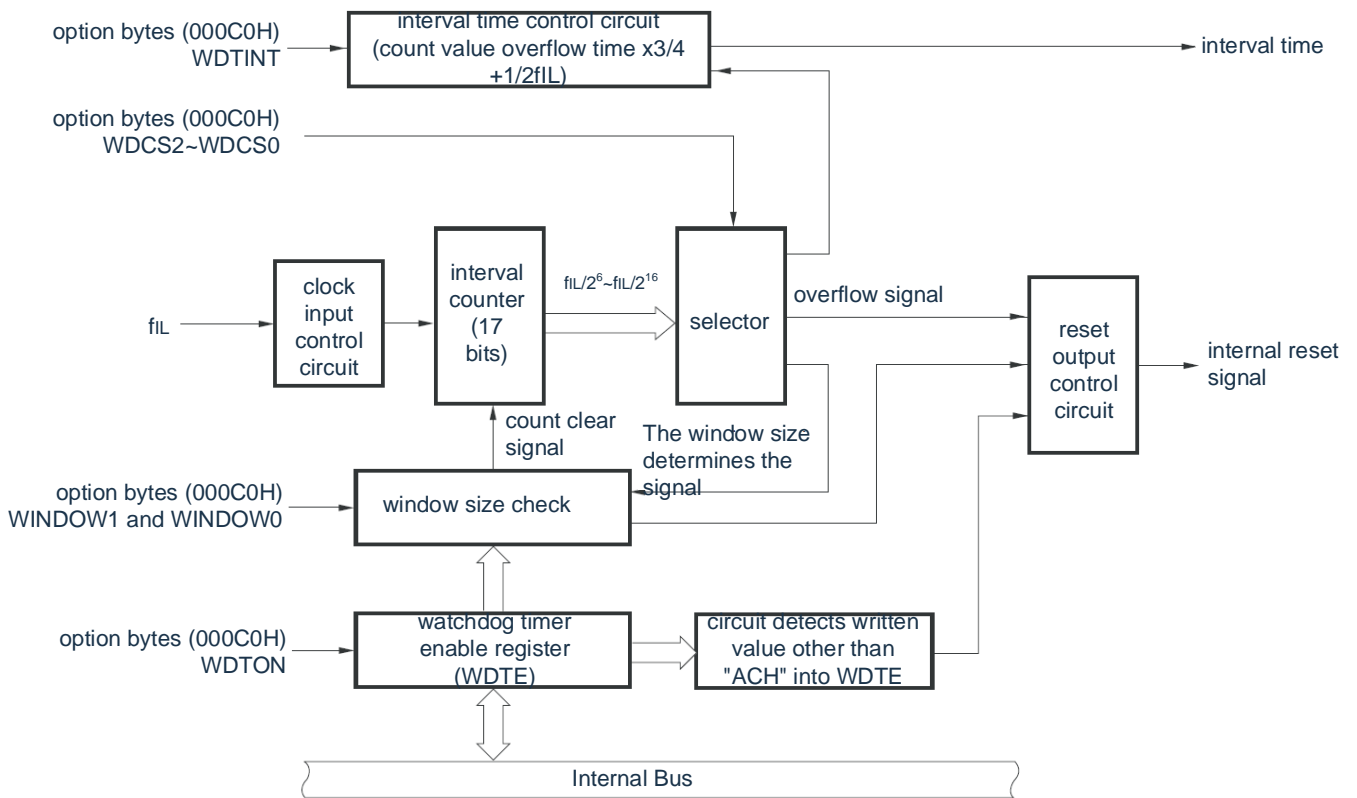 option bytes (000C0H)
WDTINT
interval time control circuit
(count value overflow time x3/4
+1/2fIL)
interval time
option bytes (000C0H)
WDCS2~WDCS0
fIL
clock
input
control
circuit
interval
counter
(17
bits)
fIL/2⁶~fIL/2¹⁶
selector
overflow signal
reset
output
control
circuit
internal reset
signal
count clear
signal
The window size
determines the
signal
option bytes (000C0H)
WINDOW1 and WINDOW0
window size check
option bytes (000C0H)
WDTON
watchdog timer
enable register
(WDTE)
circuit detects written
value other than
"ACH" into WDTE
Internal Bus